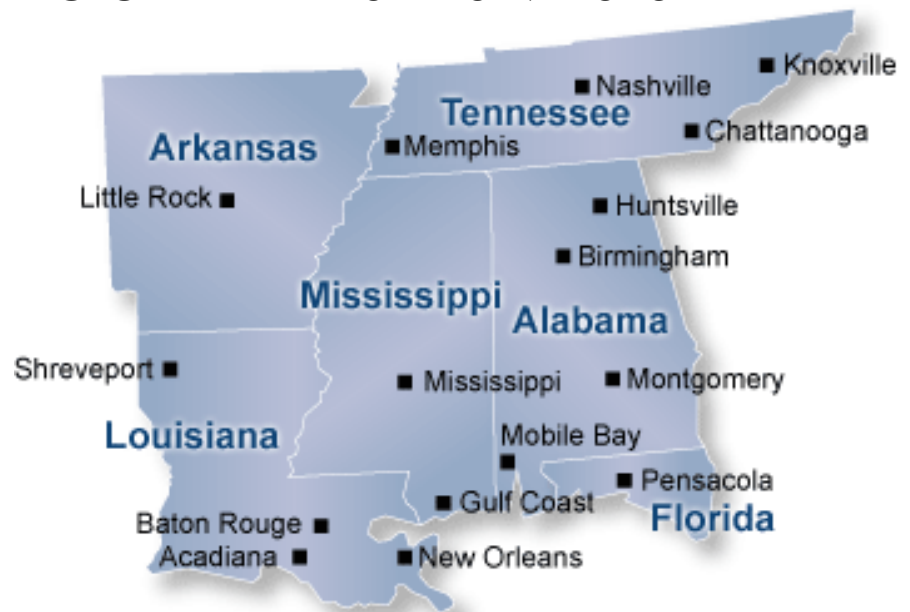 Knoxville
Nashville
Tennessee
Chattanooga
Arkansas
Memphis
Little Rock
Huntsville
Birmingham
Mississippi
Alabama
Shreveport
Mississippi
Montgomery
Louisiana
Mobile Bay
Pensacola
Gulf Coast
Florida
Baton Rouge
Acadiana
New Orleans